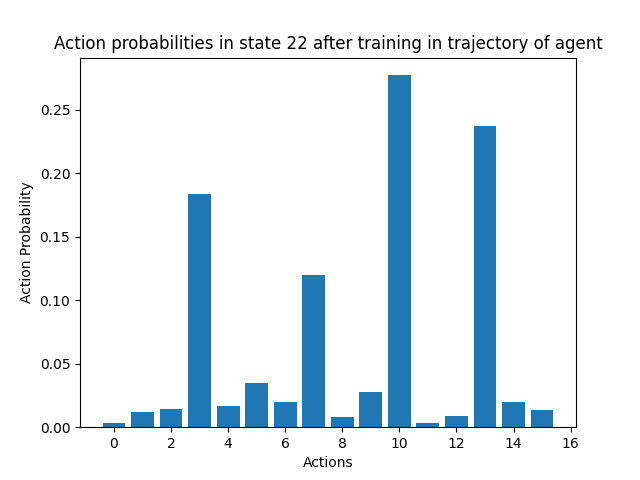 Action probabilities in state 22 after training in trajectory of agent
0.25
0.20
0.15
0.10
0.05
0.00
Action Probability
0 2 4 6 8 10 12 14 16
Actions